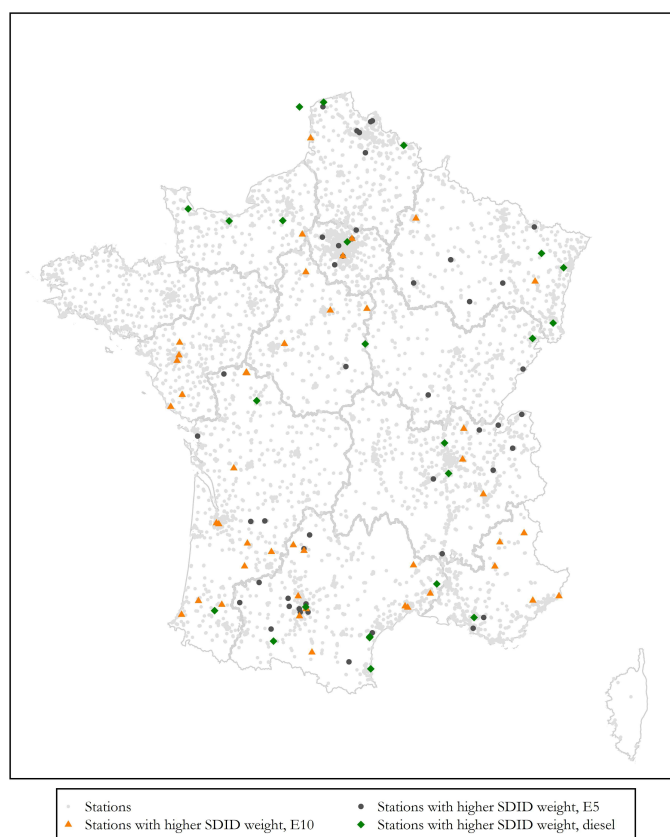 Stations
Stations with higher SDID weight, E5
Stations with higher SDID weight, E10
Stations with higher SDID weight, diesel